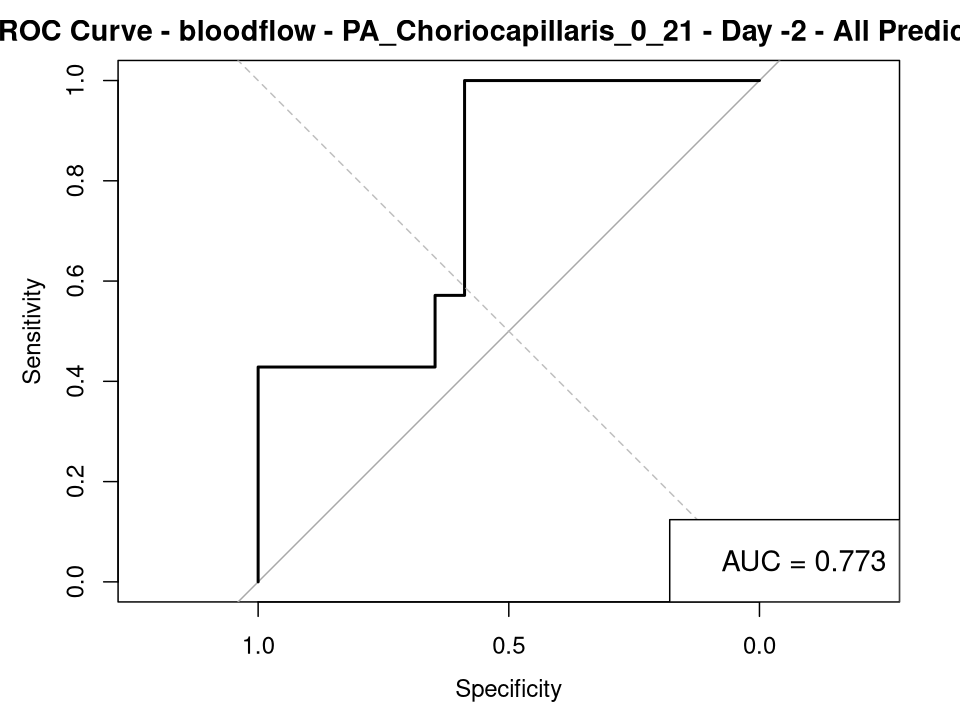 ROC Curve - bloodflow - PA_Choriocapillaris_0_21 - Day -2 - All Predic
1.0
0.8
0.6
0.4
0.2
0.0
Sensitivity
AUC = 0.773
1.0 0.5 0.0
Specificity